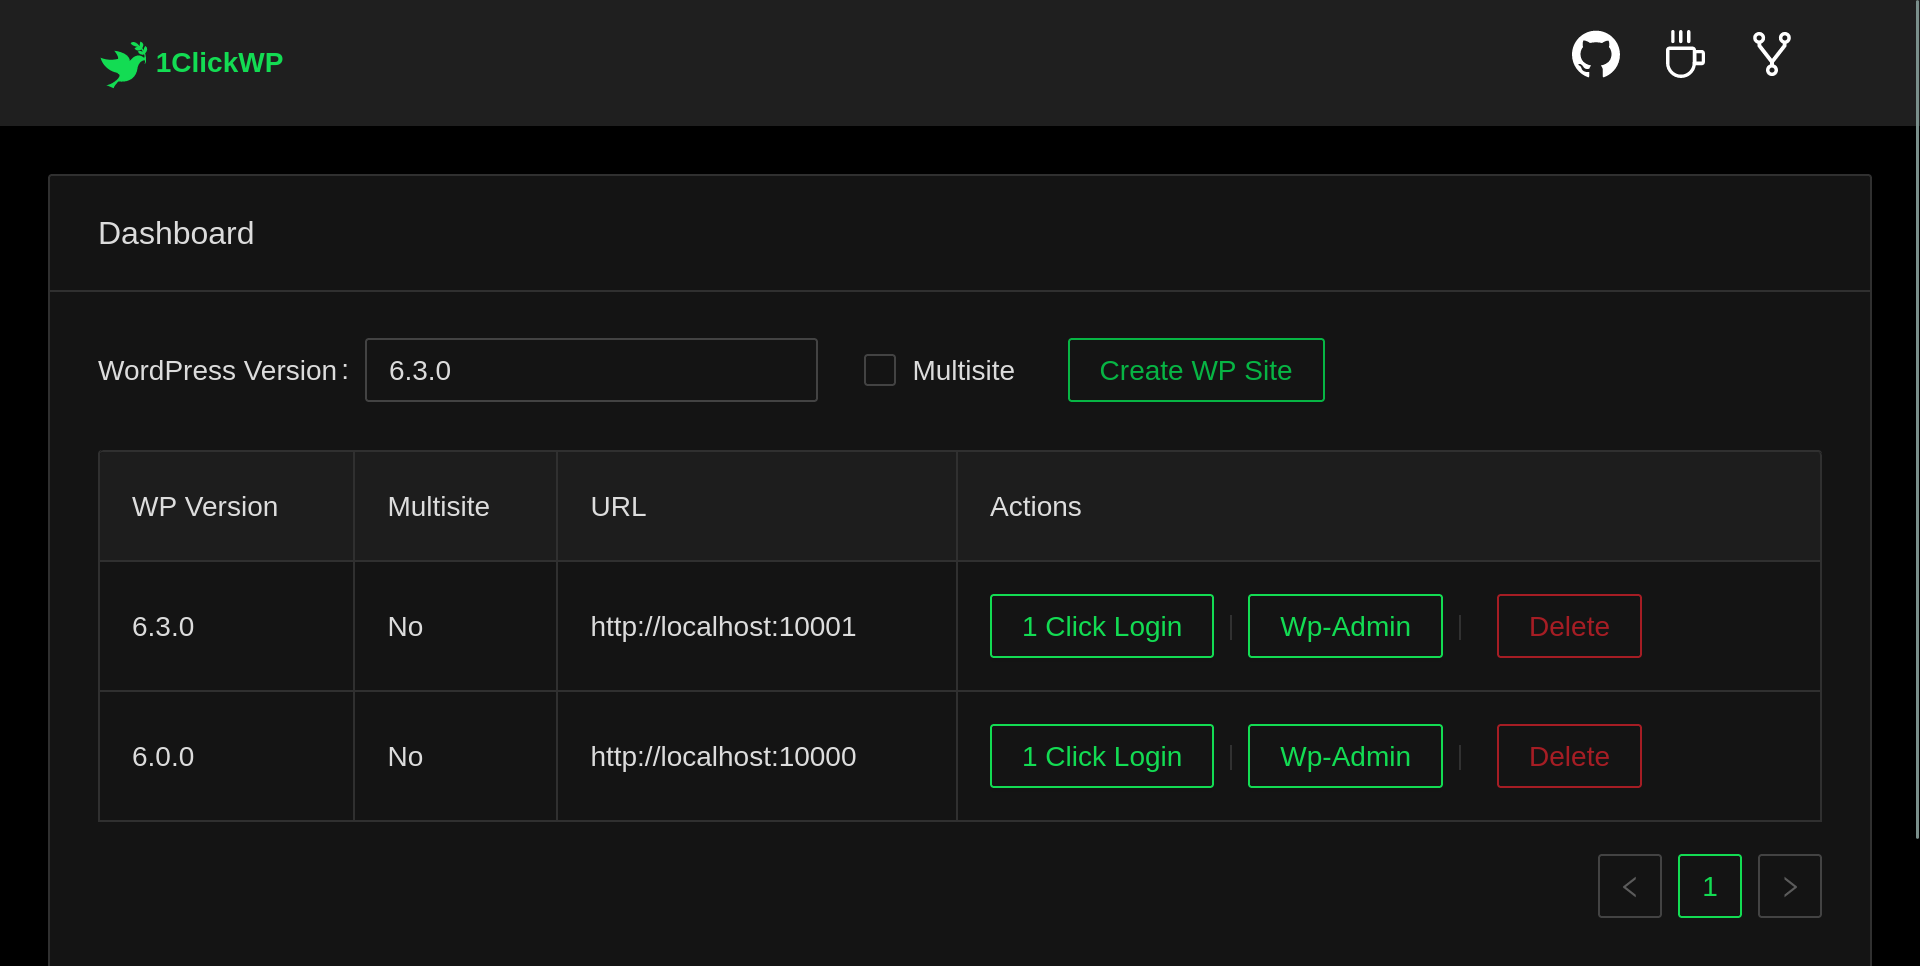 1ClickWP
Dashboard
WordPress Version: 6.3.0 Multisite Create WP Site
WP Version Multisite URL Actions
6.3.0 No http://localhost:10001 1 Click Login Wp-Admin Delete
6.0.0 No http://localhost:10000 1 Click Login Wp-Admin Delete
1